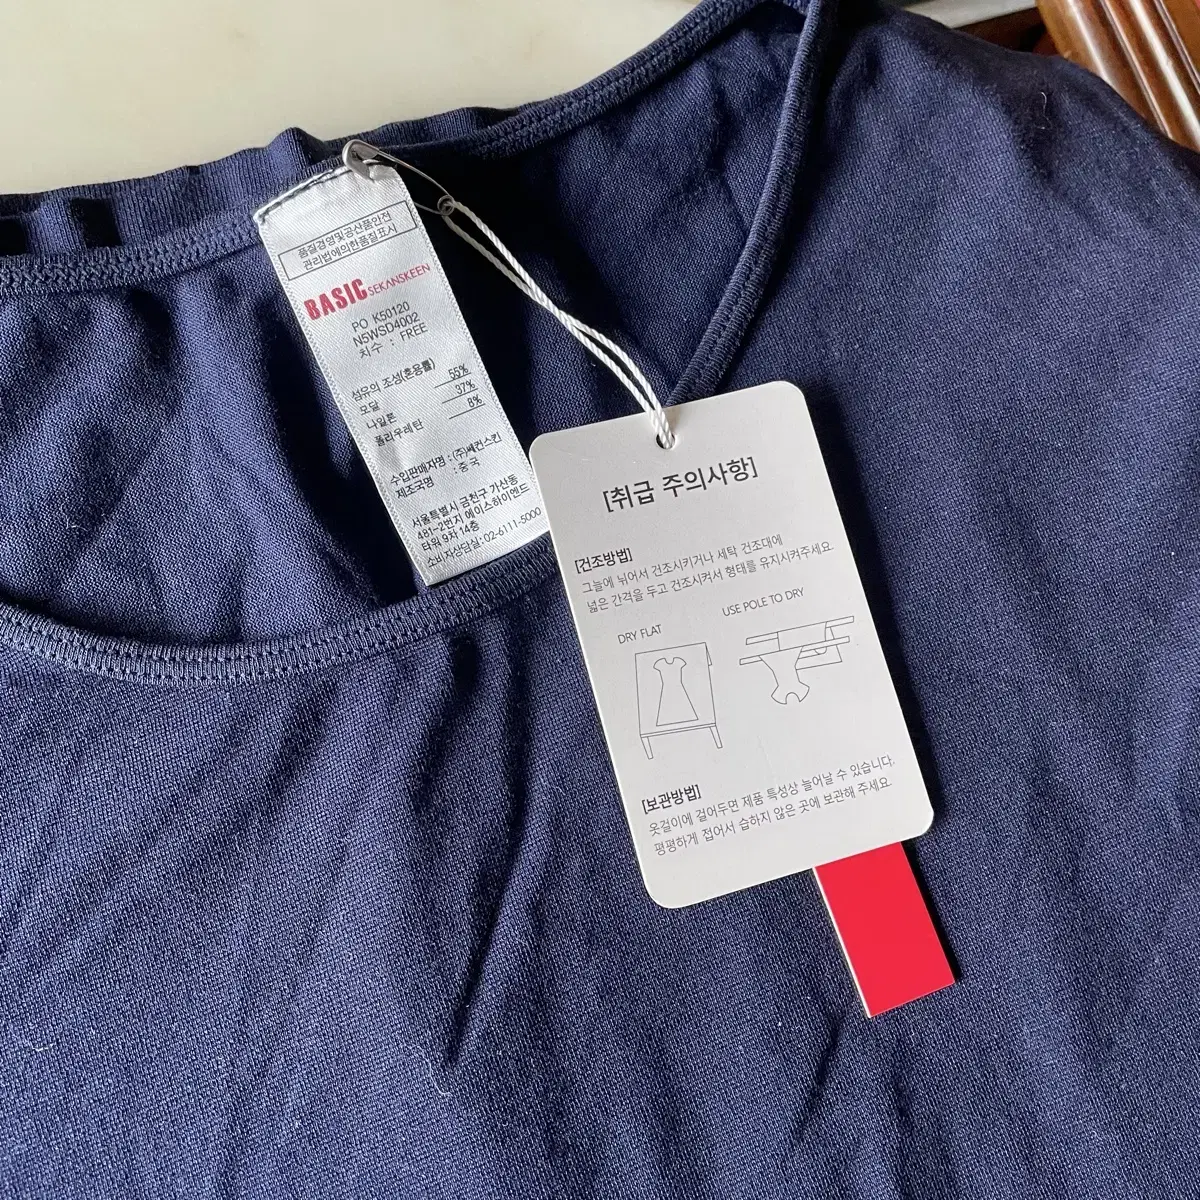 품질경영및공산품안전
관리법에의한품질표시
BASIC SEKANSKEEN
PO K50120
N5WSD4002
치수 : FREE
섬유의 조성(혼용률)
모달 55%
나일론 37%
폴리우레탄 8%
수입판매자명 : (주)쎄컨스킨
제조국명 : 중국
서울특별시 금천구 가산동
481-2번지 에이스하이엔드
타워 9차 14층
소비자상담실: 02-6111-5000
[취급 주의사항]
[건조방법]
그늘에 뉘어서 건조시키거나 세탁 건조대에
넓은 간격을 두고 건조시켜서 형태를 유지시켜주세요.
DRY FLAT
USE POLE TO DRY
[보관방법]
옷걸이에 걸어두면 제품 특성상 늘어날 수 있습니다.
평평하게 접어서 습하지 않은 곳에 보관해 주세요.